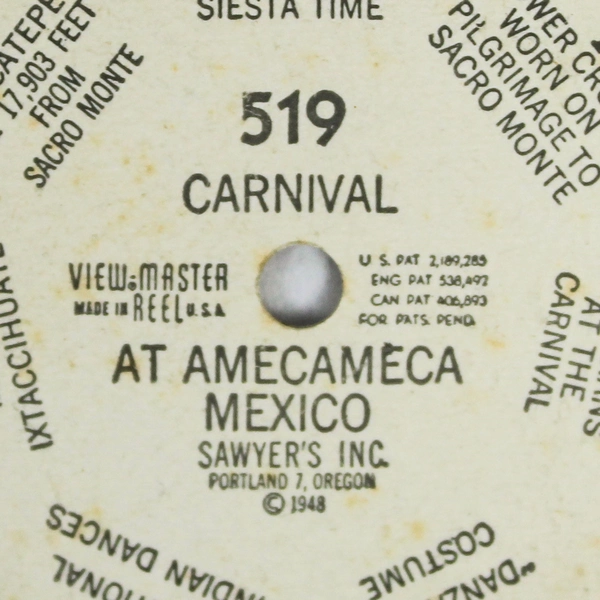 SIESTA TIME
17,903 FEET
FROM
SACRO MONTE
WORN ON
PILGRIMAGE TO
SACRO MONTE
519
CARNIVAL
VIEW-MASTER
MADE IN REEL U.S.A.
U.S. PAT 2,189,285
ENG PAT 538,492
CAN PAT 406,893
FOR PATS. PEND.
AT AMECAMECA
MEXICO
SAWYER'S INC.
PORTLAND 7, OREGON
© 1948
IXTACCIHUATL
AT THE
CARNIVAL
INDIAN DANCES
COSTUME